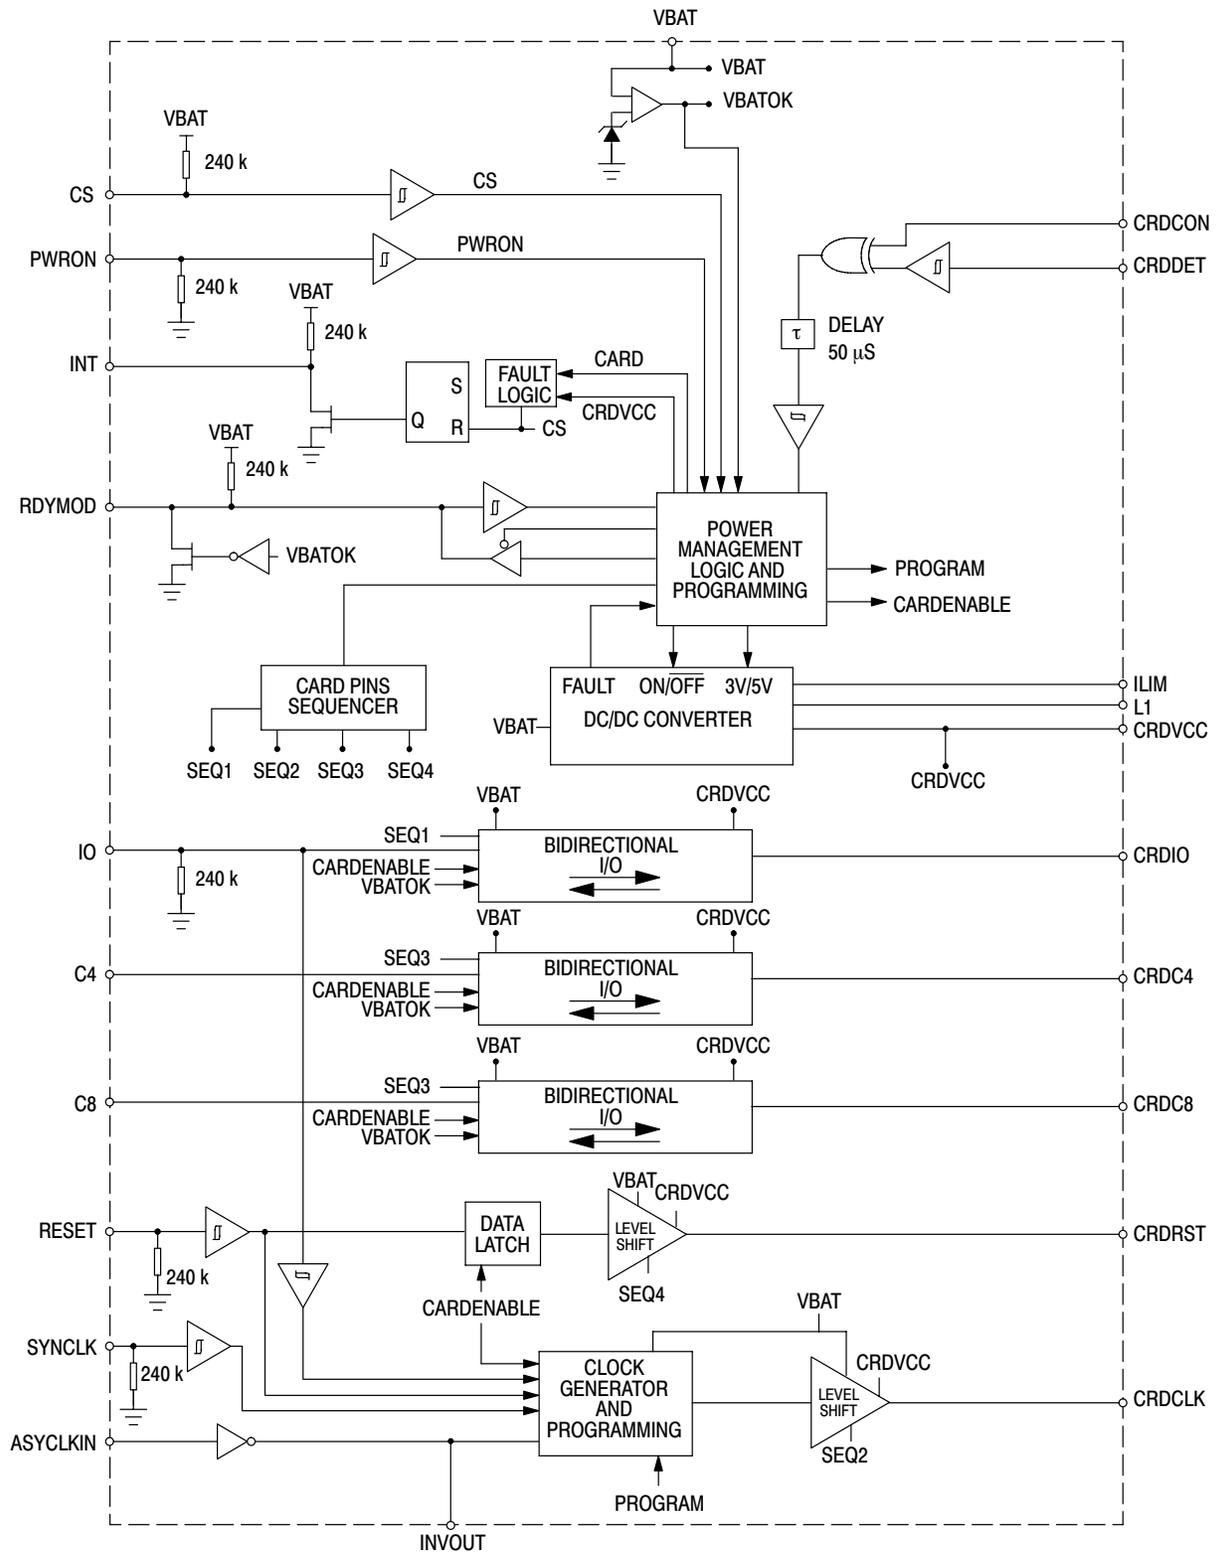 VBAT
VBAT
VBATOK
VBAT
240 k
CS
CS
CRDCON
PWRON
PWRON
CRDDET
240 k
VBAT
240 k
τ
DELAY
50 μS
INT
CARD
FAULT
LOGIC
S
CRDVCC
Q
R
CS
VBAT
240 k
RDYMOD
VBATOK
POWER
MANAGEMENT
LOGIC AND
PROGRAMMING
PROGRAM
CARDENABLE
CARD PINS
SEQUENCER
FAULT
ON/OFF
3V/5V
ILIM
L1
VBAT
DC/DC CONVERTER
CRDVCC
SEQ1
SEQ2
SEQ3
SEQ4
CRDVCC
VBAT
CRDVCC
IO
SEQ1
BIDIRECTIONAL
I/O
CRDIO
CARDENABLE
VBATOK
240 k
VBAT
CRDVCC
C4
SEQ3
BIDIRECTIONAL
I/O
CRDC4
CARDENABLE
VBATOK
VBAT
CRDVCC
C8
SEQ3
BIDIRECTIONAL
I/O
CRDC8
CARDENABLE
VBATOK
VBAT
CRDVCC
RESET
DATA
LATCH
LEVEL
SHIFT
CRDRST
240 k
SEQ4
CARDENABLE
VBAT
SYNCLK
240 k
CLOCK
GENERATOR
AND
PROGRAMMING
CRDVCC
LEVEL
SHIFT
CRDCLK
ASYCLKIN
SEQ2
PROGRAM
INVOUT